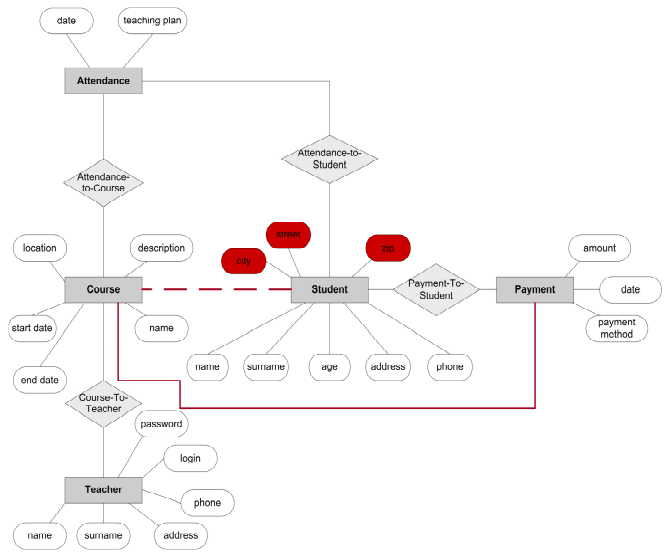 date
teaching plan
Attendance
Attendance-to-
Student
Attendance-
to-Course
street
location
description
city
zip
amount
Course
Student
Payment-To-
Student
Payment
date
start date
name
payment
method
name
surname
age
address
phone
end date
Course-To-
Teacher
password
login
Teacher
phone
name
surname
address